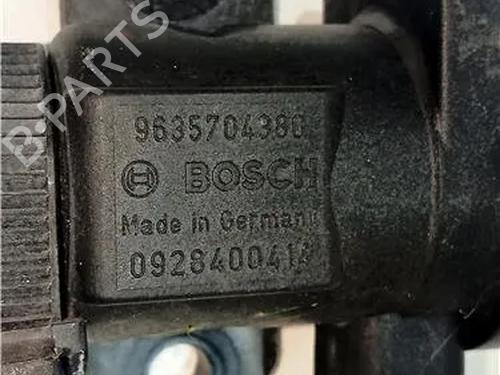 9635704380
BOSCH
Made in Germany
0928400414
B-PARTS